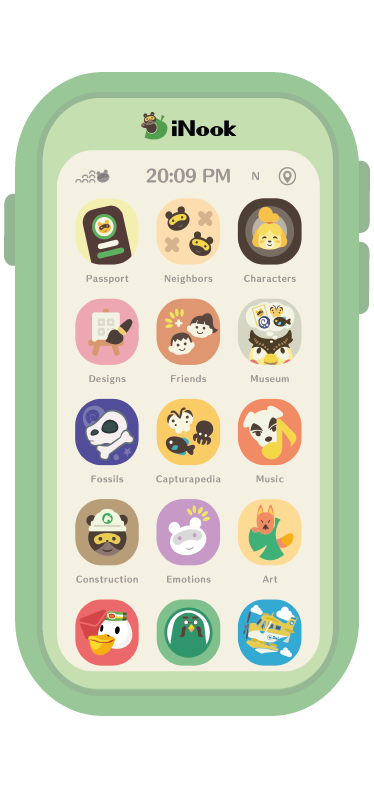 iNook
20:09 PM N
Passport Neighbors Characters
Designs Friends Museum
Fossils Capturapedia Music
Construction Emotions Art